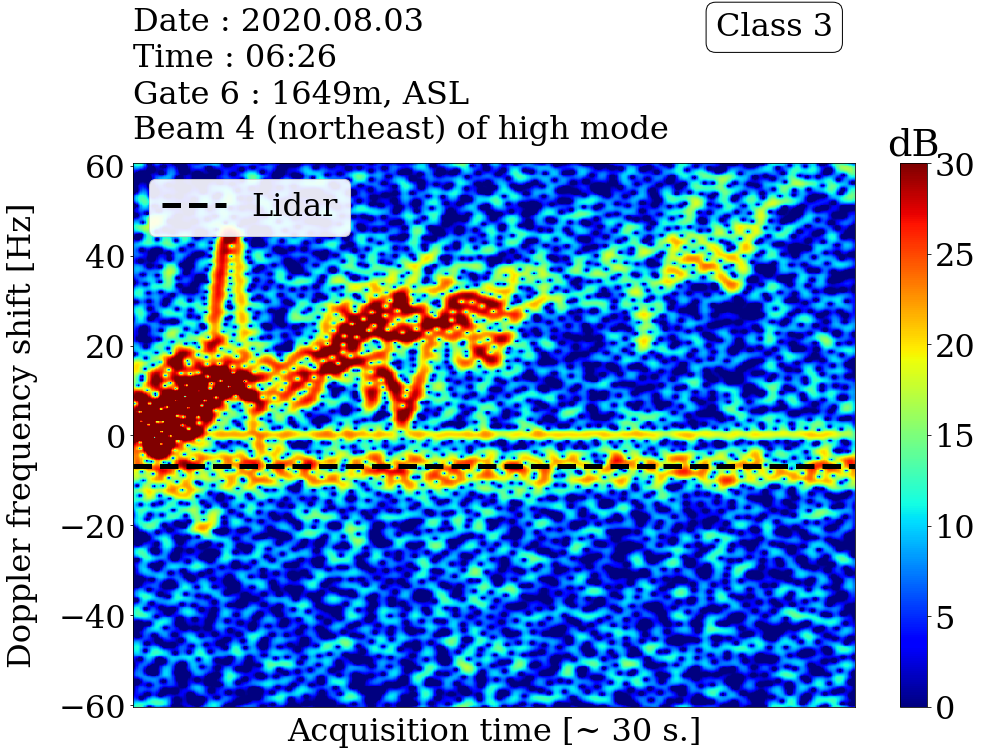 Date : 2020.08.03
Time : 06:26
Gate 6 : 1649m, ASL
Beam 4 (northeast) of high mode
Class 3
dB
Lidar
Doppler frequency shift [Hz]
60
40
20
0
−20
−40
−60
Acquisition time [~ 30 s.]
30
25
20
15
10
5
0